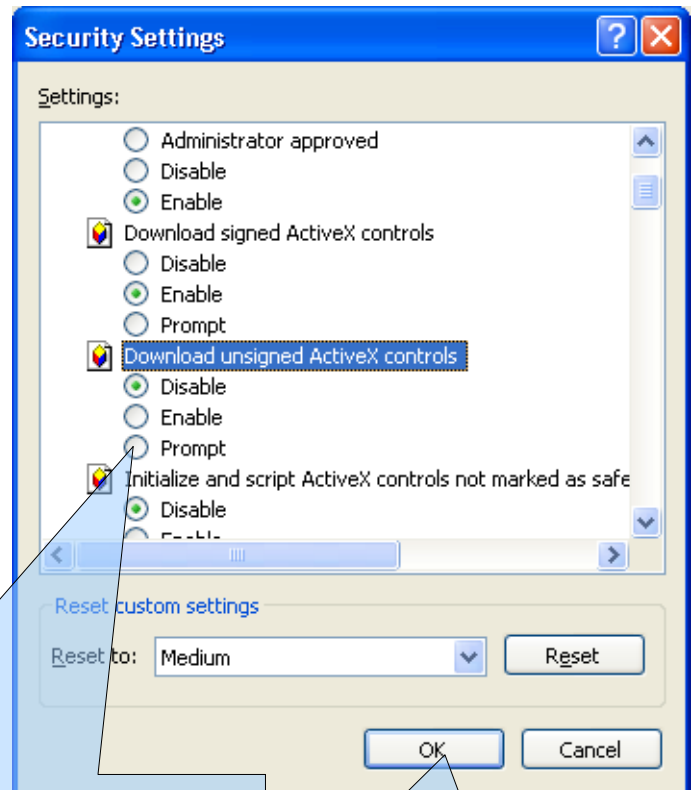 Security Settings
Settings:
Administrator approved
Disable
Enable
Download signed ActiveX controls
Disable
Enable
Prompt
Download unsigned ActiveX controls
Disable
Enable
Prompt
Initialize and script ActiveX controls not marked as safe
Disable
Enable
Reset custom settings
Reset to: Medium Reset
OK Cancel